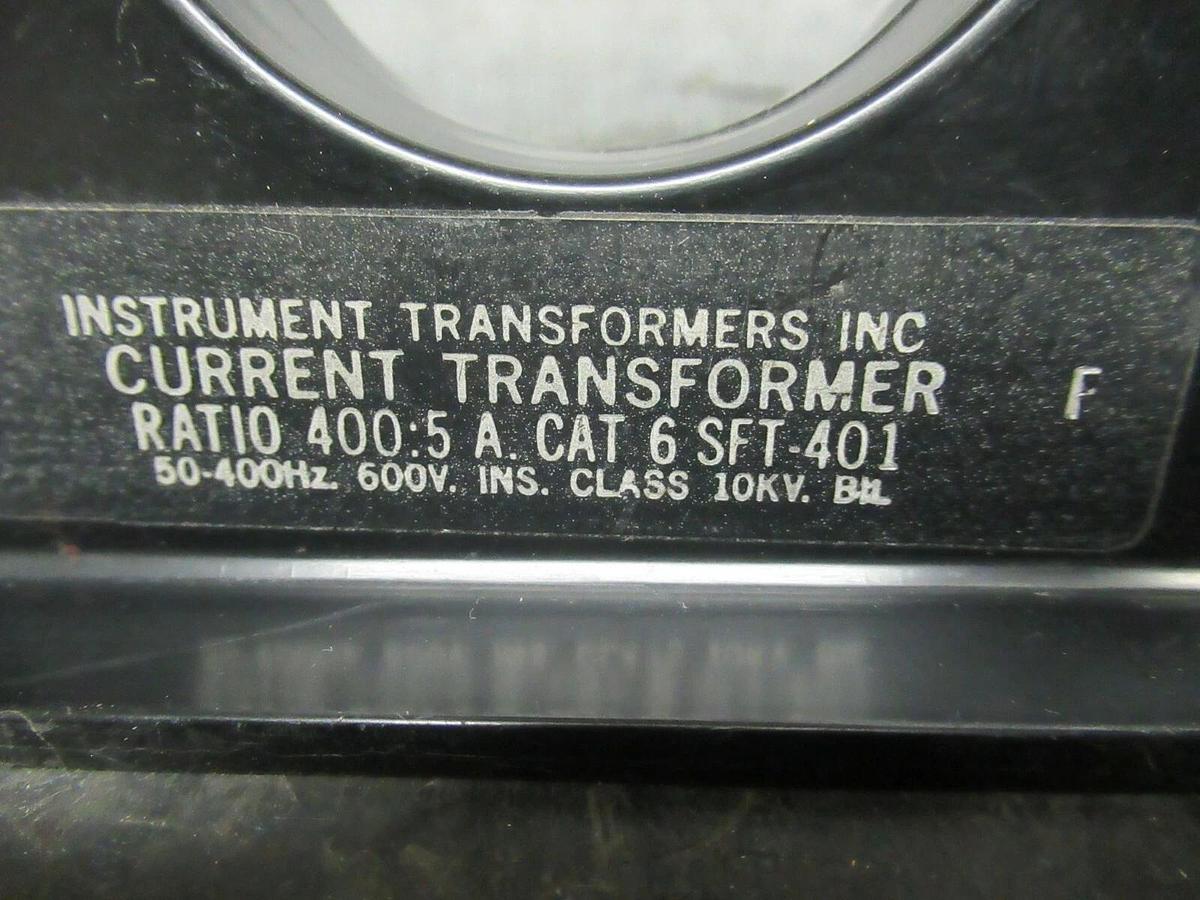 INSTRUMENT TRANSFORMERS INC
CURRENT TRANSFORMER F
RATIO 400:5 A. CAT 6 SFT-401
50-400Hz. 600V. INS. CLASS 10KV. BIL